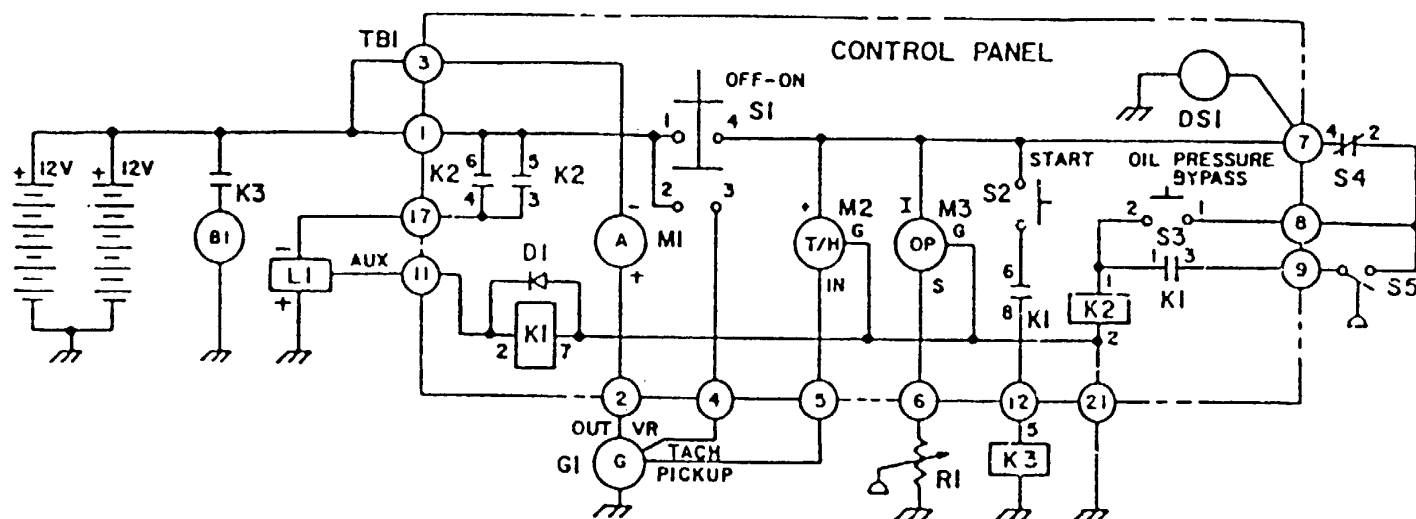 TB1
3
CONTROL PANEL
OFF-ON
S1
DS1
1
1
4
7
4
2
+ 12V
+ 12V
K3
6
5
K2
K2
4
3
2
3
START
OIL PRESSURE
BYPASS
S4
S2
17
-
M1
+
M2
G
I
M3
G
2
1
8
S3
B1
A
T/H
OP
-
L1
+
AUX
11
D1
+
IN
S
6
8
K1
1
3
K1
9
S5
1
K2
2
2
K1
7
2
4
5
6
12
21
OUT
VR
5
G1
G
TACH
PICKUP
R1
K3